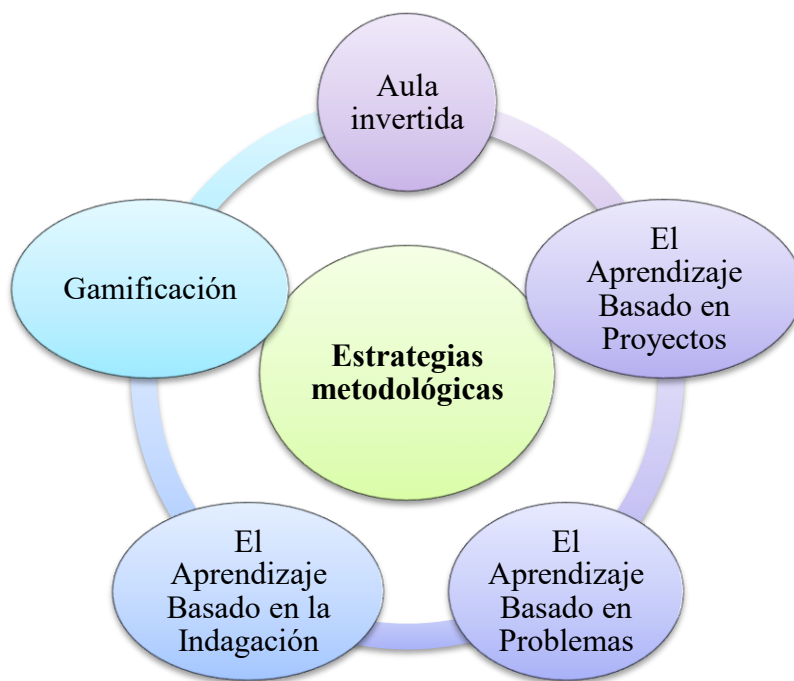 Aula
invertida
El
Aprendizaje
Basado en
Proyectos
El
Aprendizaje
Basado en
Problemas
El
Aprendizaje
Basado en la
Indagación
Gamificación
Estrategias
metodológicas